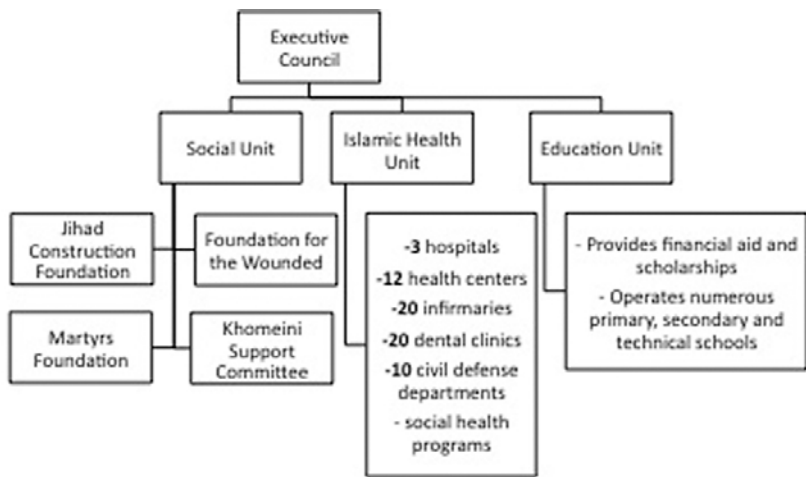 Executive
Council
Social Unit
Islamic Health
Unit
Education Unit
Jihad
Construction
Foundation
Foundation for
the Wounded
Martyrs
Foundation
Khomeini
Support
Committee
-3 hospitals
-12 health centers
-20 infirmaries
-20 dental clinics
-10 civil defense
departments
- social health
programs
- Provides financial aid and
scholarships
- Operates numerous
primary, secondary and
technical schools